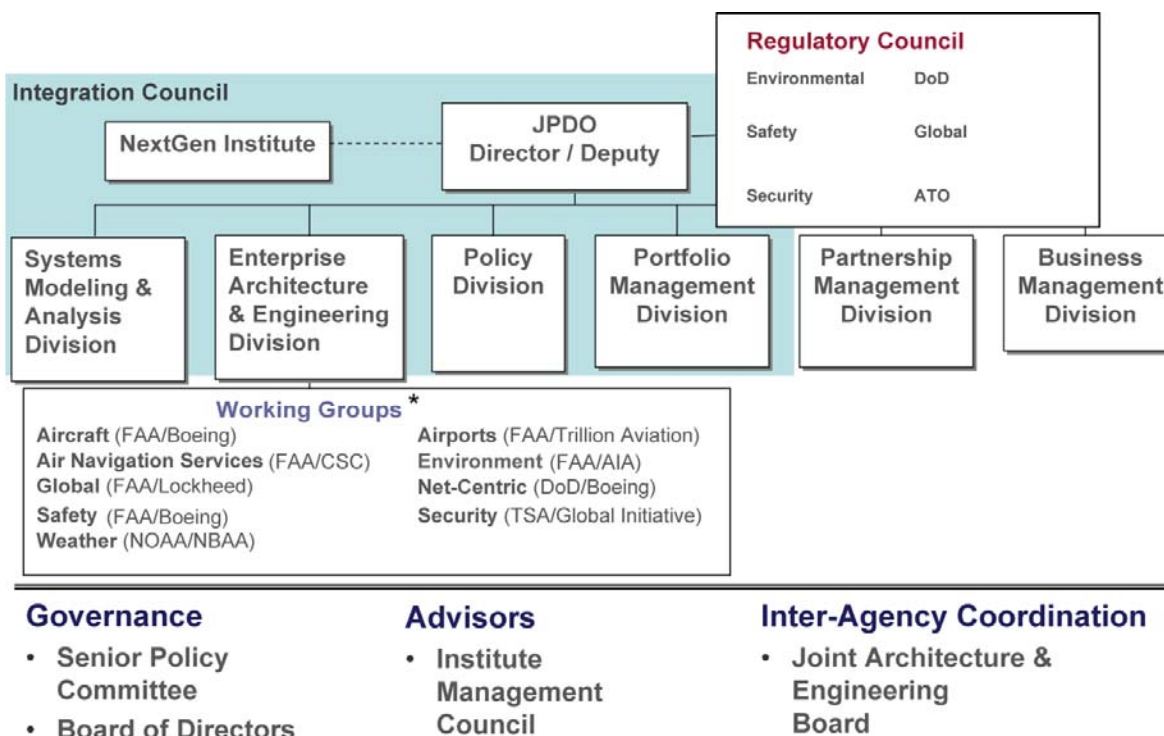 Regulatory Council
Environmental DoD
Safety Global
Security ATO
Integration Council
NextGen Institute
JPDO
Director / Deputy
Systems
Modeling &
Analysis
Division
Enterprise
Architecture
& Engineering
Division
Policy
Division
Portfolio
Management
Division
Partnership
Management
Division
Business
Management
Division
Working Groups *
Aircraft (FAA/Boeing)
Air Navigation Services (FAA/CSC)
Global (FAA/Lockheed)
Safety (FAA/Boeing)
Weather (NOAA/NBAA)
Airports (FAA/Trillion Aviation)
Environment (FAA/AIA)
Net-Centric (DoD/Boeing)
Security (TSA/Global Initiative)
Governance
• Senior Policy
Committee
• Board of Directors
Advisors
• Institute
Management
Council
Inter-Agency Coordination
• Joint Architecture &
Engineering
Board